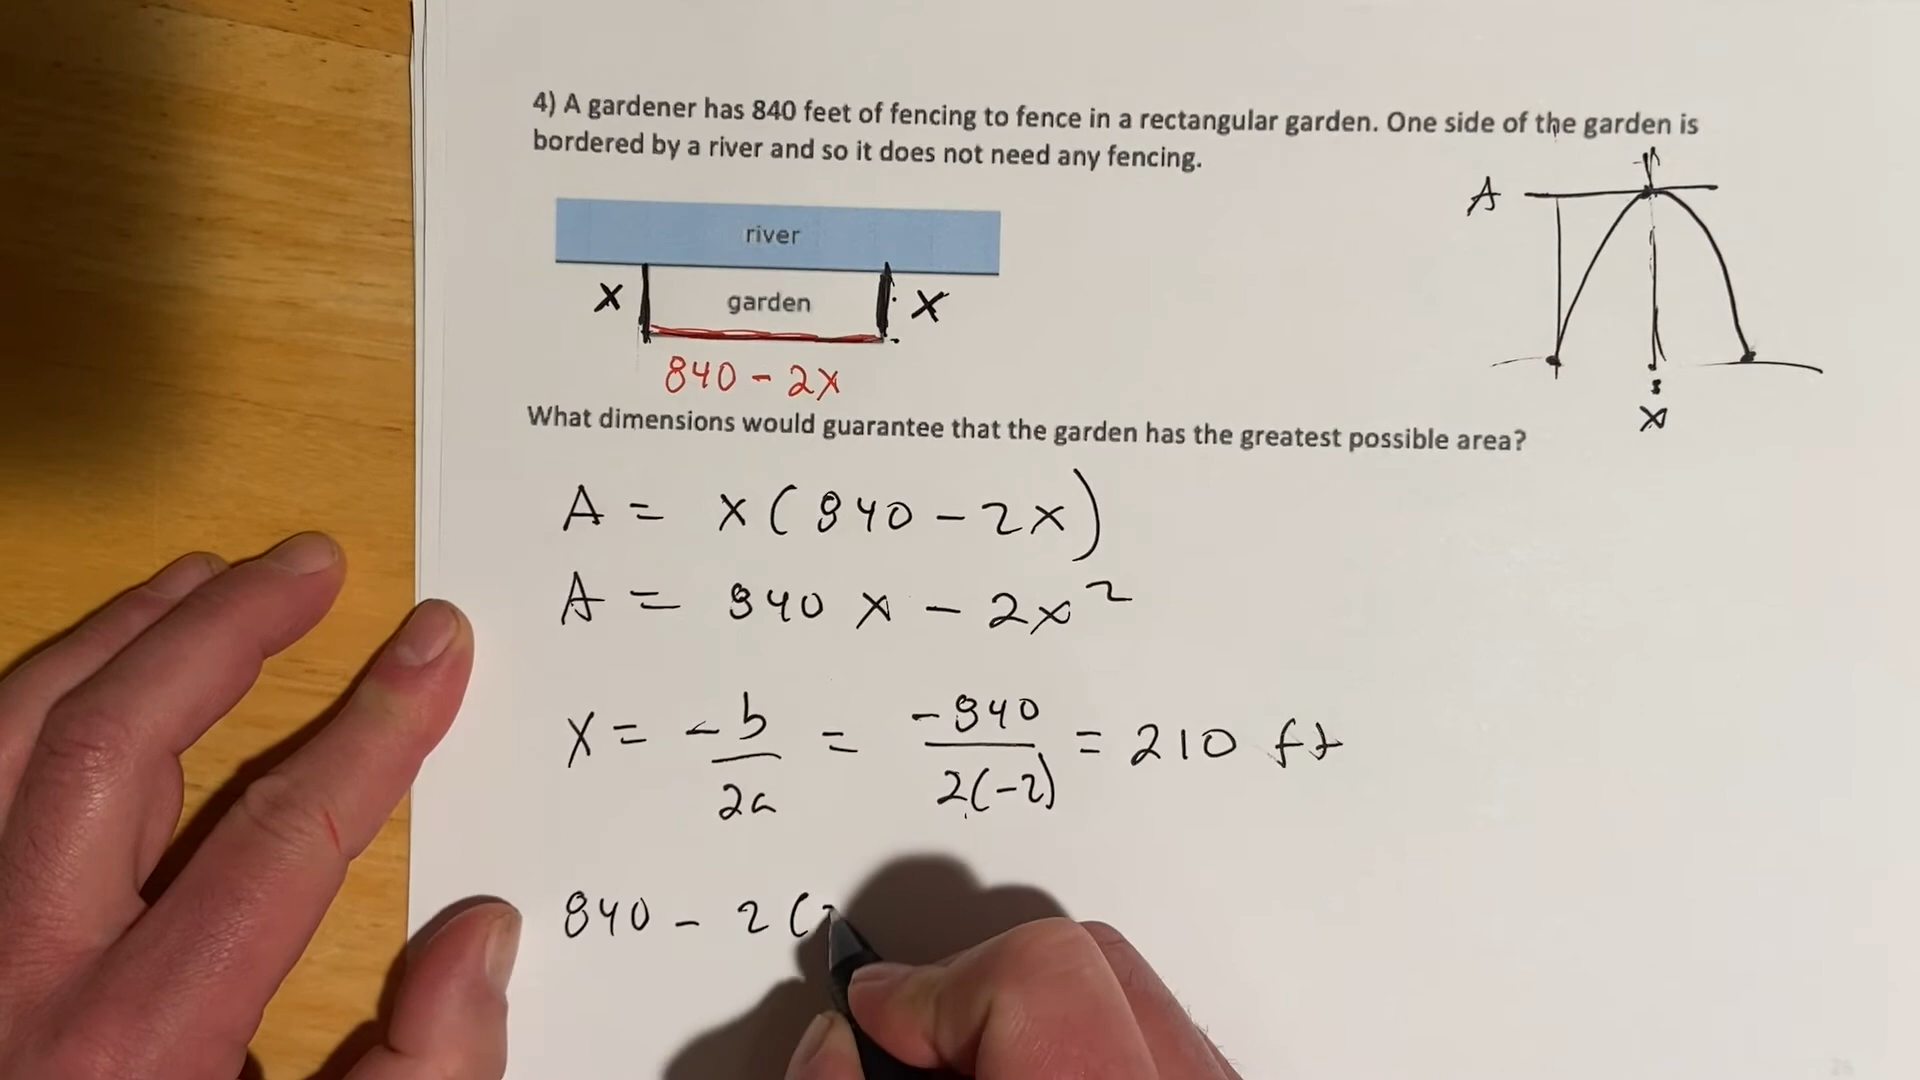 4) A gardener has 840 feet of fencing to fence in a rectangular garden. One side of the garden is
bordered by a river and so it does not need any fencing.
A
river
X garden X
840 - 2x
X
What dimensions would guarantee that the garden has the greatest possible area?
A = x(840 - 2x)
A = 840x - 2x²
x = -b/2a = -840/2(-2) = 210 ft
840 - 2(